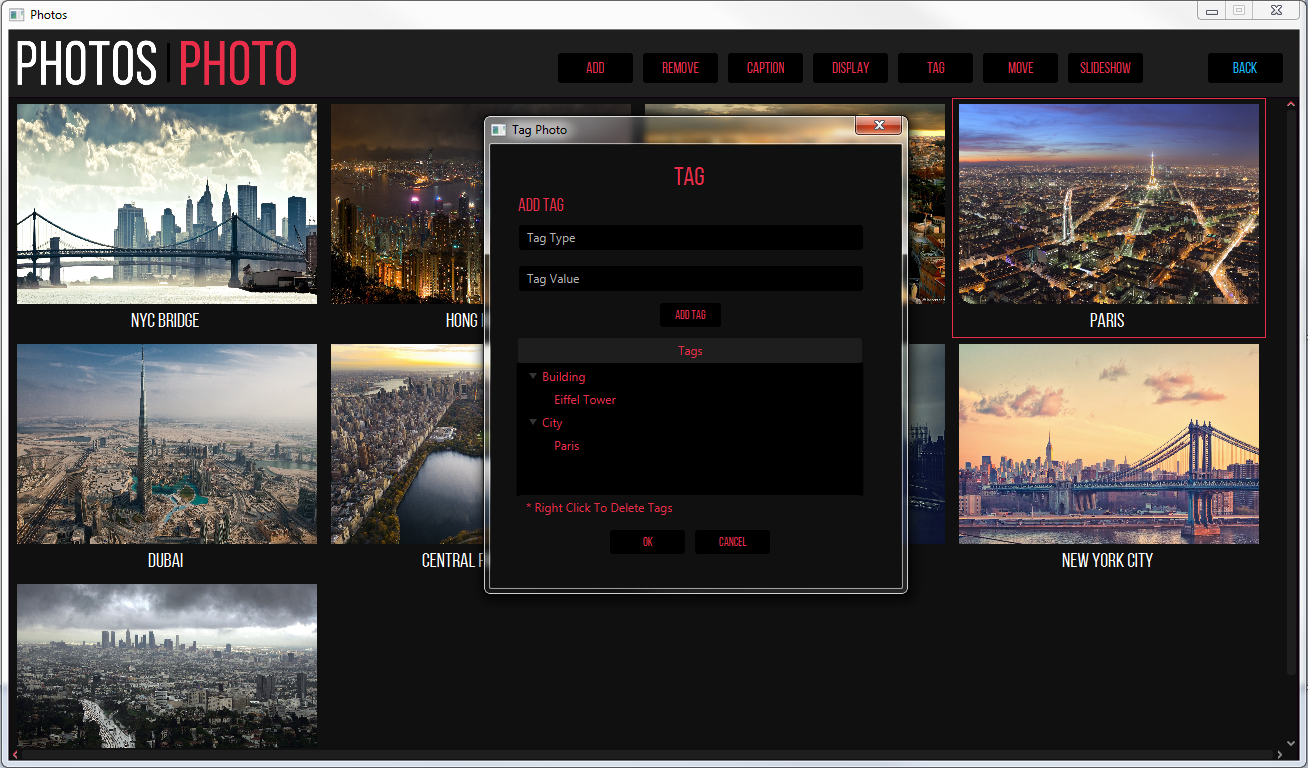 Photos
PHOTOS | PHOTO
ADD REMOVE CAPTION DISPLAY TAG MOVE SLIDESHOW BACK
Tag Photo
TAG
ADD TAG
Tag Type
Tag Value
ADD TAG
Tags
Building
Eiffel Tower
City
Paris
* Right Click To Delete Tags
OK CANCEL
NYC BRIDGE
HONG
PARIS
DUBAI
CENTRAL
NEW YORK CITY